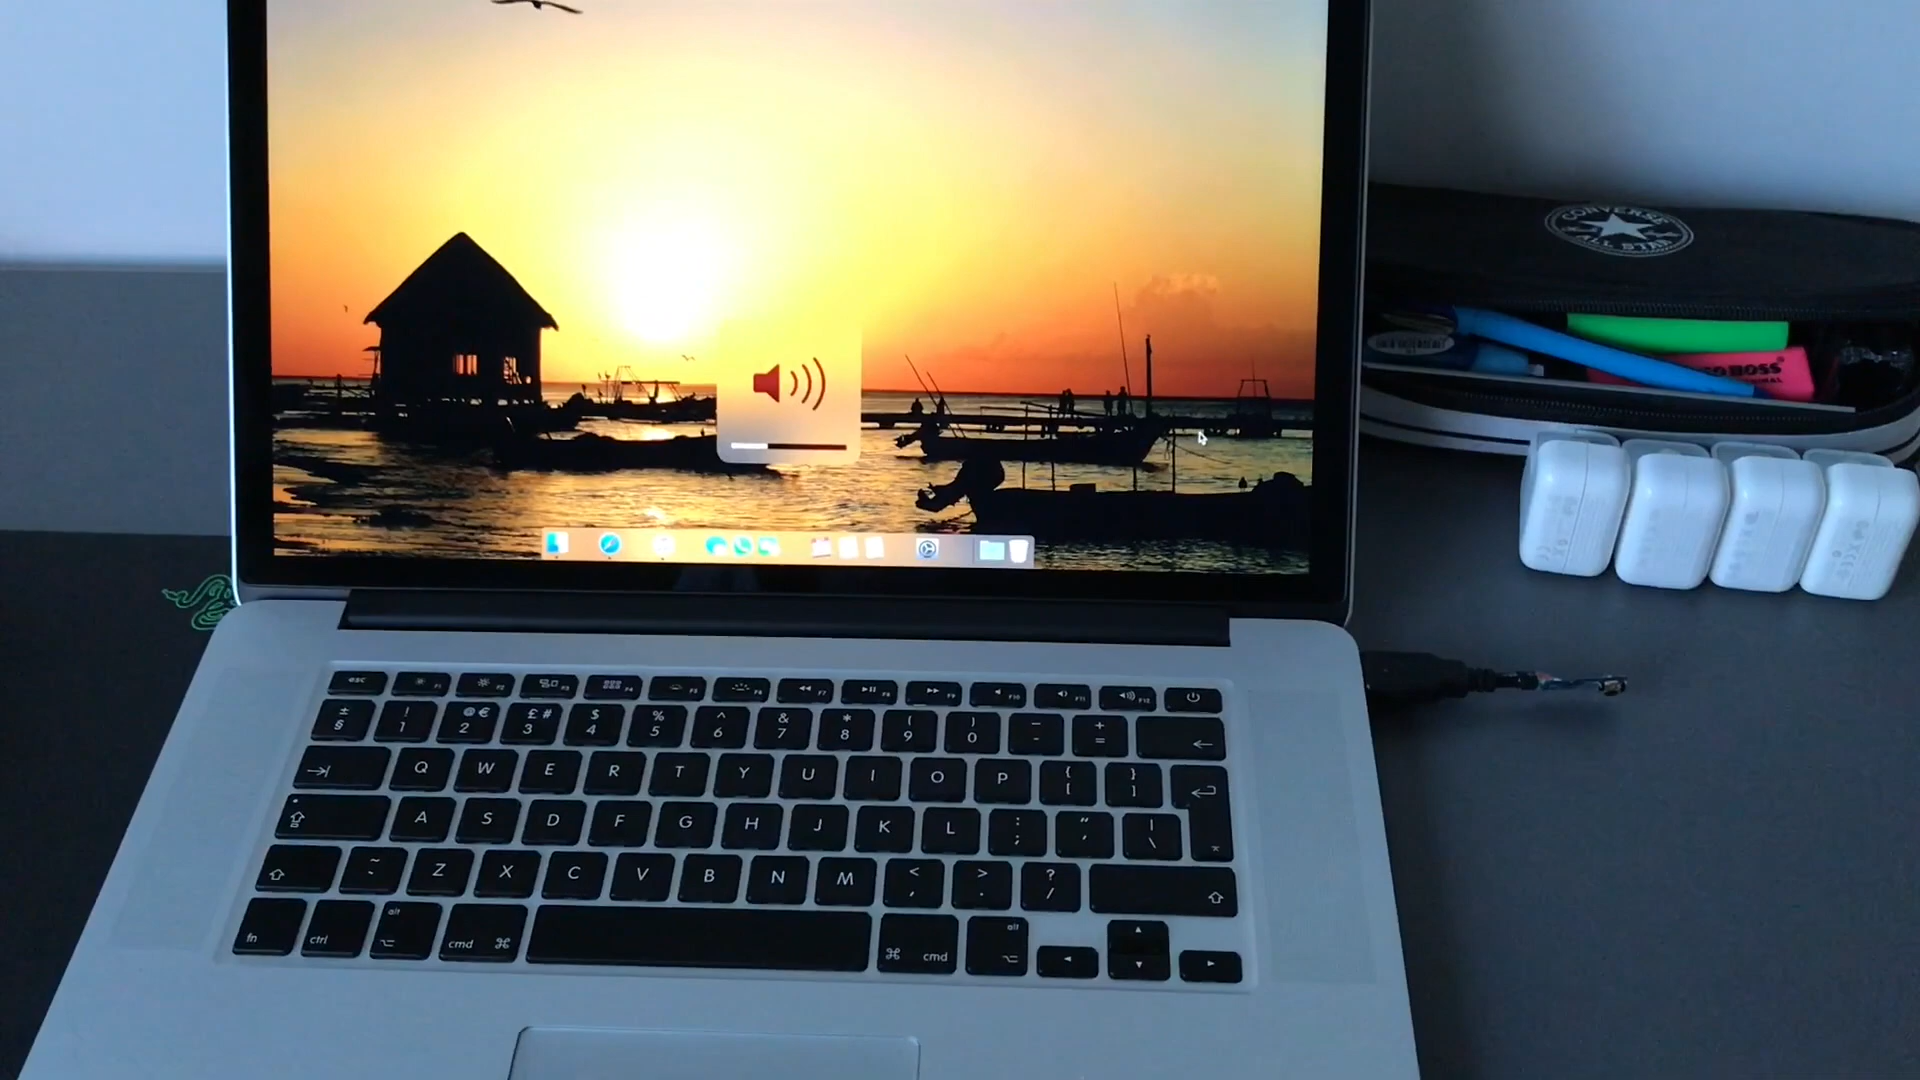 CONVERSE
ALL STAR
BOSS
esc F1 F2 F3 F4 F5 F6 F7 F8 F9 F10 F11 F12
± ! @ € £ # $ % ^ & * ( ) _ +
§ 1 2 3 4 5 6 7 8 9 0 - =
{ }
Q W E R T Y U I O P [ ]
: " |
A S D F G H J K L ; ' \
~ < > ?
` Z X C V B N M , . /
alt alt
fn ctrl cmd ⌘ ⌘ cmd